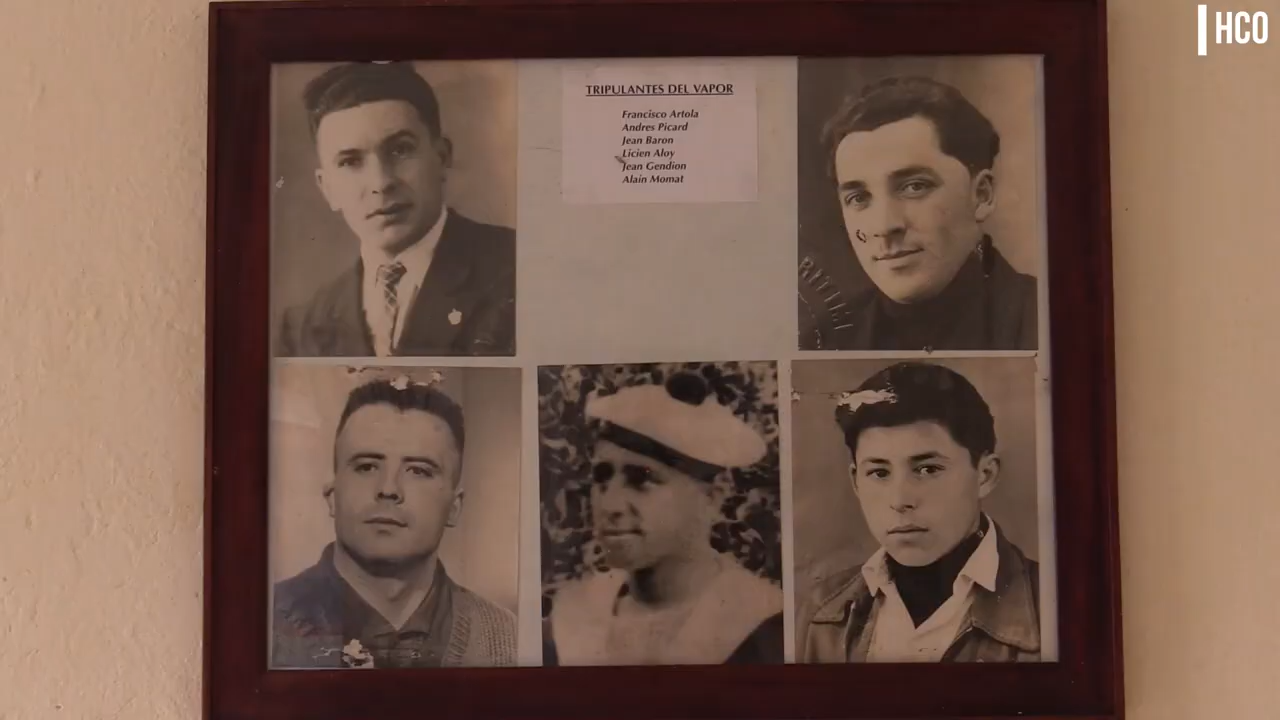 HCO
TRIPULANTES DEL VAPOR
Francisco Artola
Andres Picard
Jean Baron
Licien Aloy
Jean Gendion
Alain Momat